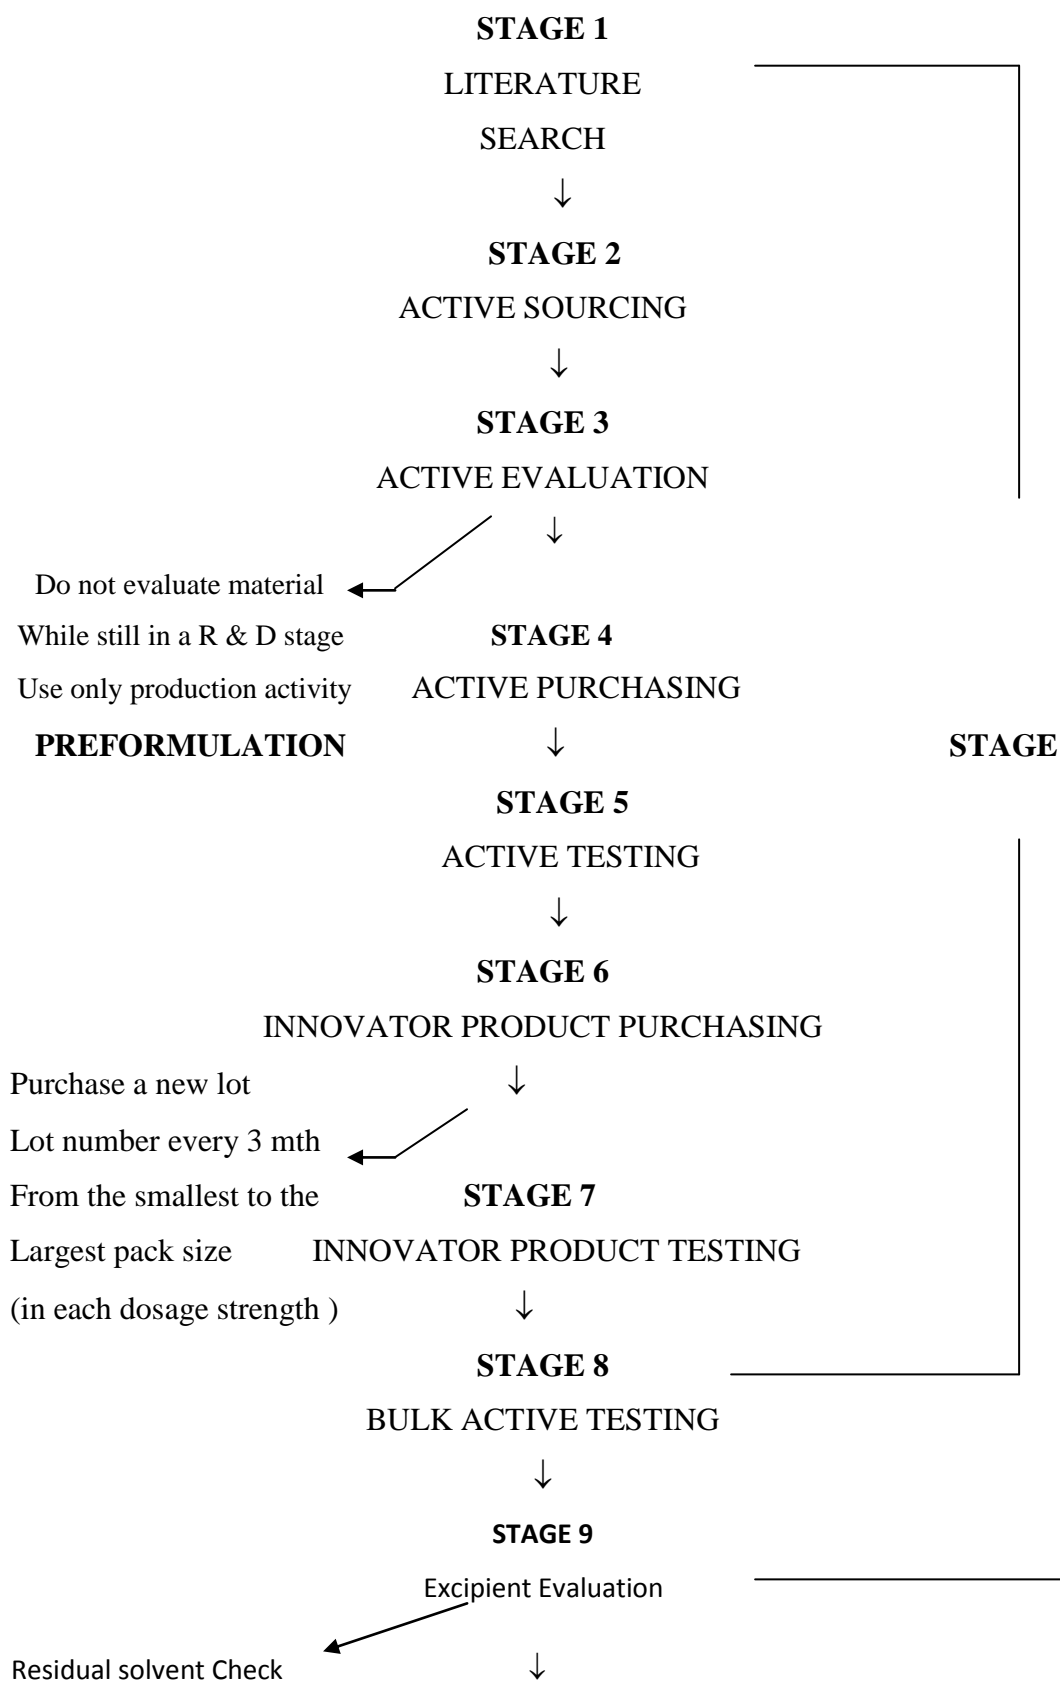 STAGE 1
LITERATURE
SEARCH
↓
STAGE 2
ACTIVE SOURCING
↓
STAGE 3
ACTIVE EVALUATION
↓
Do not evaluate material
While still in a R & D stage STAGE 4
Use only production activity ACTIVE PURCHASING
PREFORMULATION ↓ STAGE
STAGE 5
ACTIVE TESTING
↓
STAGE 6
INNOVATOR PRODUCT PURCHASING
Purchase a new lot ↓
Lot number every 3 mth
From the smallest to the STAGE 7
Largest pack size INNOVATOR PRODUCT TESTING
(in each dosage strength ) ↓
STAGE 8
BULK ACTIVE TESTING
↓
STAGE 9
Excipient Evaluation
Residual solvent Check ↓